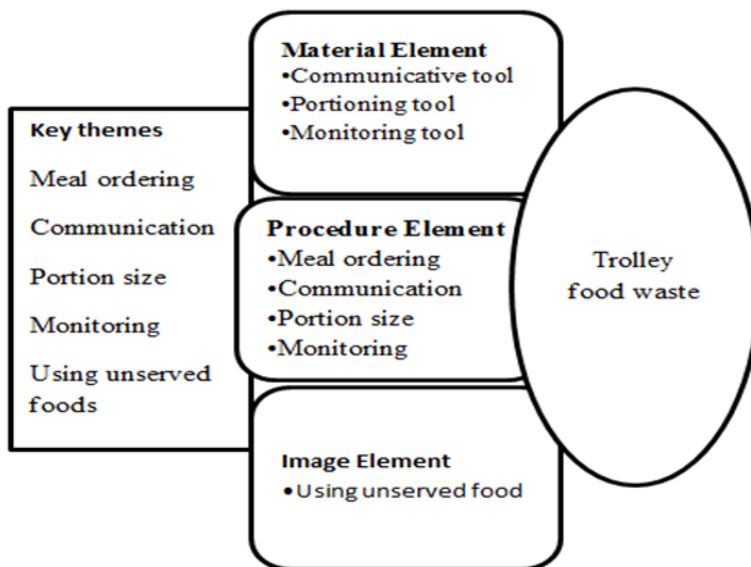 Key themes
Meal ordering
Communication
Portion size
Monitoring
Using unserved
foods
Material Element
•Communicative tool
•Portioning tool
•Monitoring tool
Procedure Element
•Meal ordering
•Communication
•Portion size
•Monitoring
Image Element
•Using unserved food
Trolley
food waste